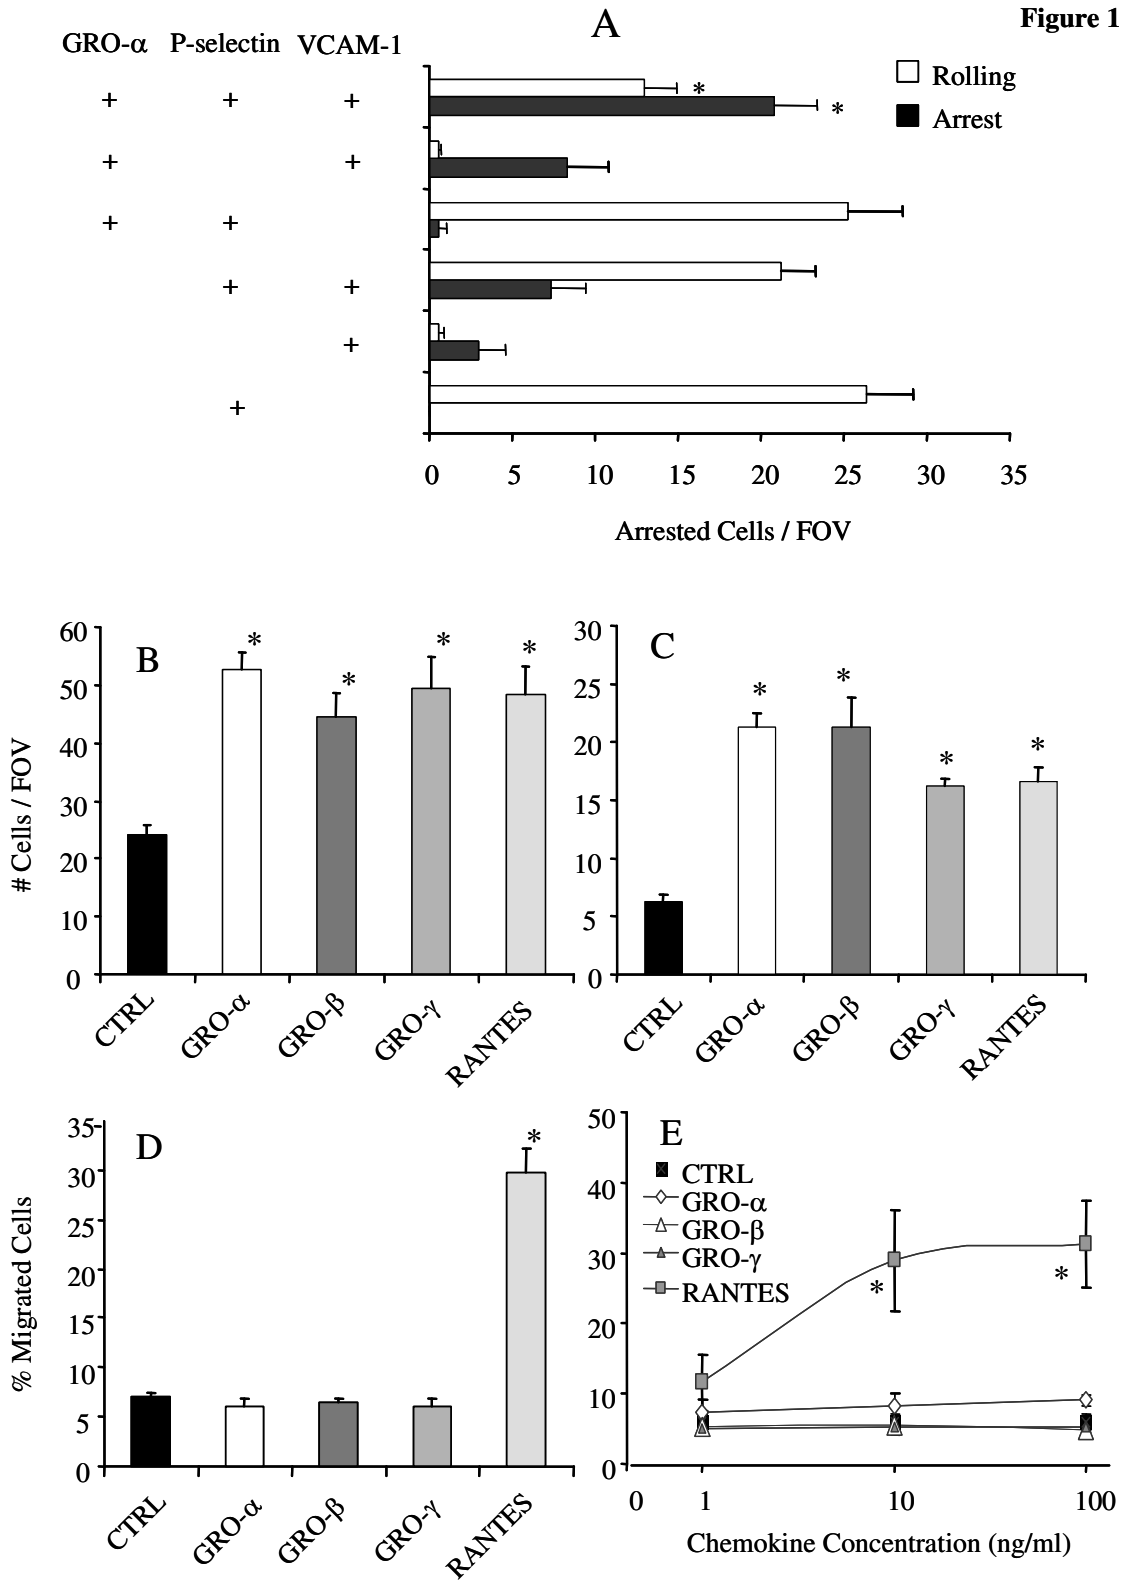 Figure 1
A
GRO-α P-selectin VCAM-1
Rolling
Arrest
+ + + * *
+ +
+ +
+ +
+
+
0 5 10 15 20 25 30 35
Arrested Cells / FOV
B
# Cells / FOV
60
50
40
30
20
10
0
* * * *
CTRL GRO-α GRO-β GRO-γ RANTES
C
30
25
20
15
10
5
0
* * * *
CTRL GRO-α GRO-β GRO-γ RANTES
D
% Migrated Cells
35
30
25
20
15
10
5
0
*
CTRL GRO-α GRO-β GRO-γ RANTES
E
CTRL
GRO-α
GRO-β
GRO-γ
RANTES
50
40
30
20
10
0
* *
0 1 10 100
Chemokine Concentration (ng/ml)